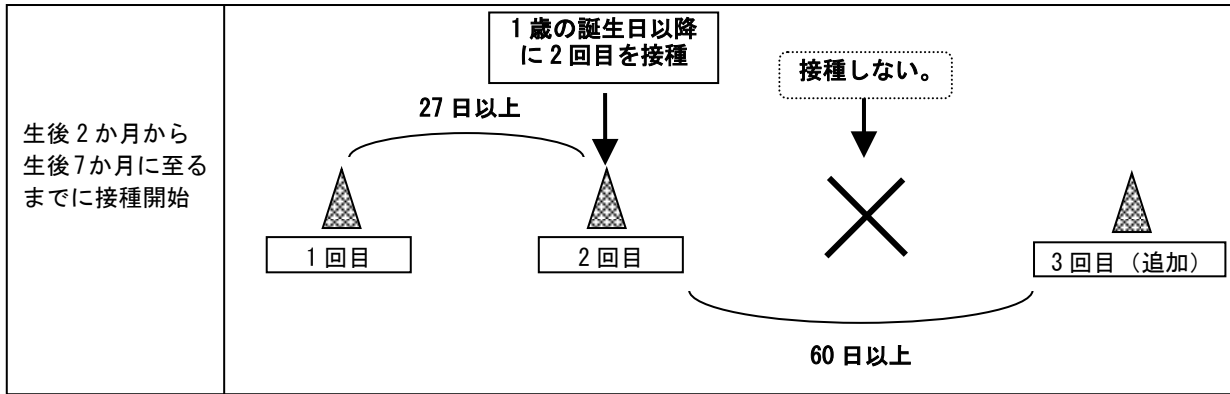 生後2か月から
生後7か月に至る
までに接種開始
1歳の誕生日以降
に2回目を接種
接種しない。
27日以上
1回目
2回目
3回目（追加）
60日以上